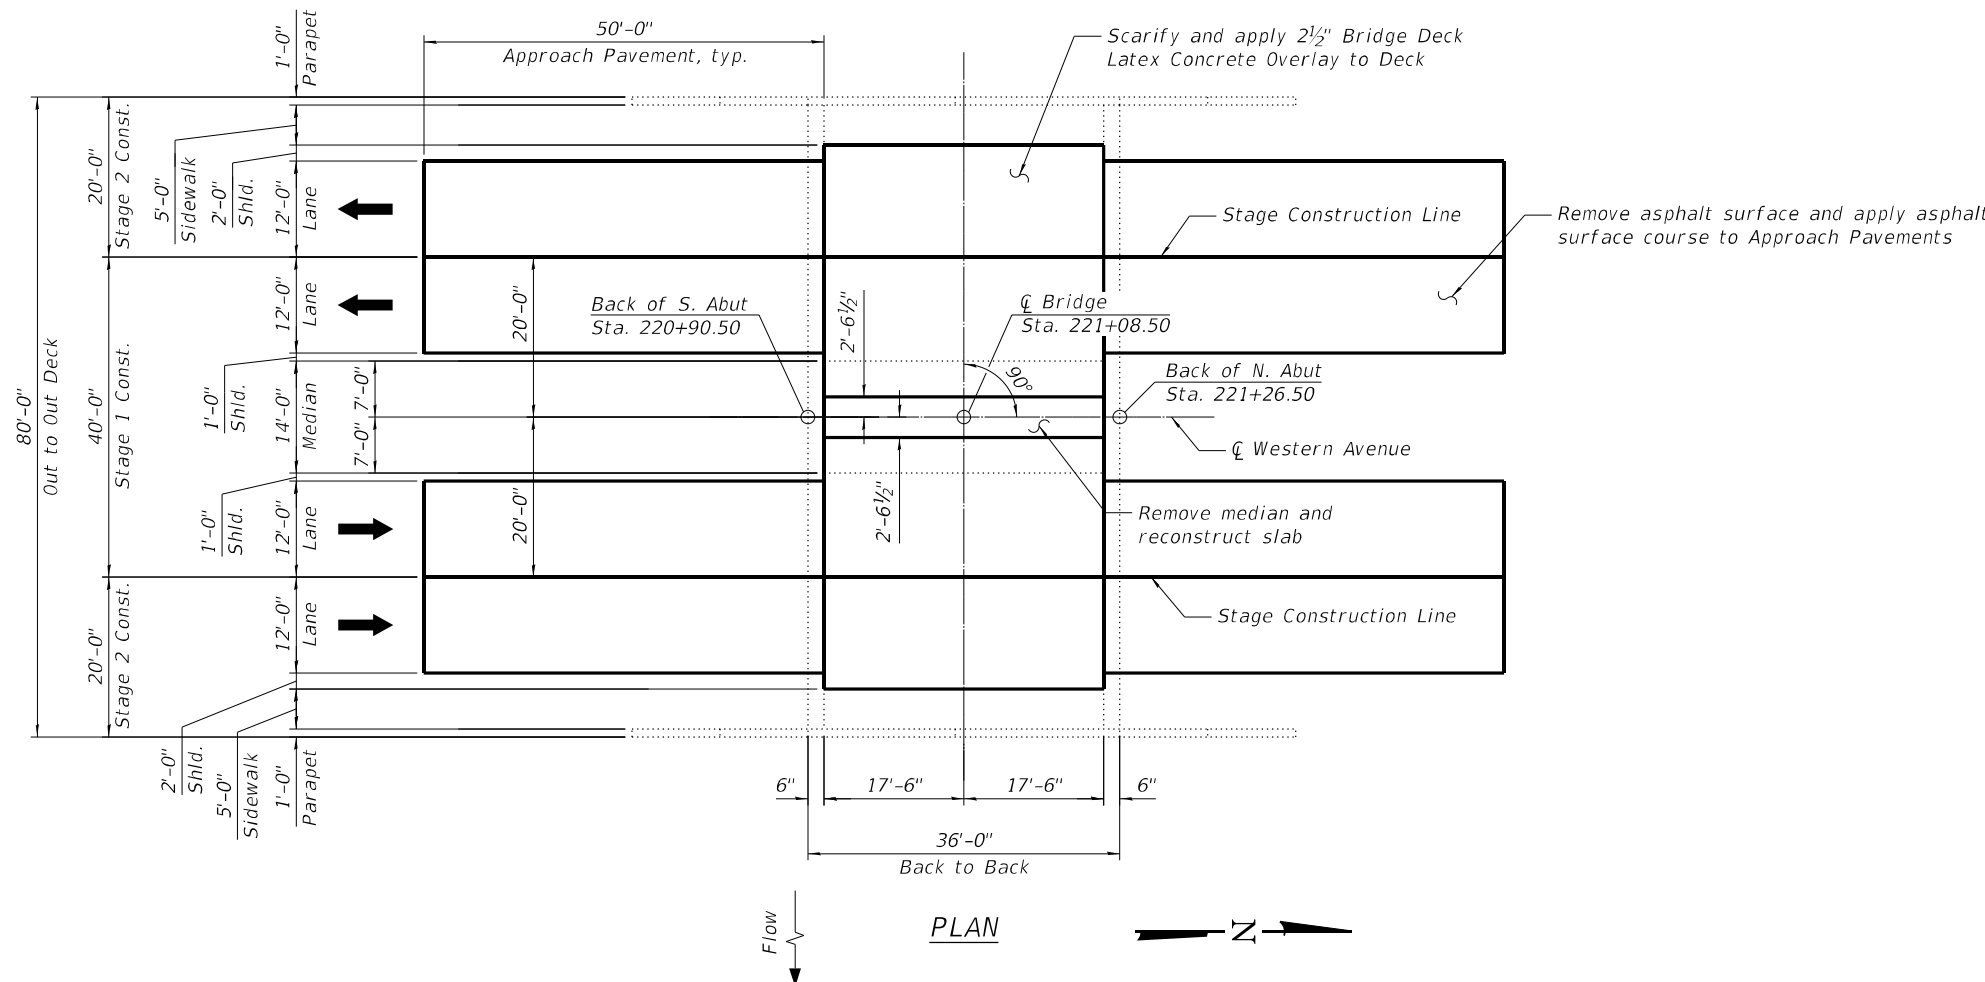 50'-0"
Approach Pavement, typ.
Scarify and apply 2½" Bridge Deck
Latex Concrete Overlay to Deck
1'-0"
Parapet
80'-0"
Out to Out Deck
20'-0"
Stage 2 Const.
5'-0"
Sidewalk
2'-0"
Shld.
12'-0"
Lane
Stage Construction Line
Remove asphalt surface and apply asphalt
surface course to Approach Pavements
40'-0"
Stage 1 Const.
12'-0"
Lane
20'-0"
Back of S. Abut
Sta. 220+90.50
2'-6½"
℄ Bridge
Sta. 221+08.50
90°
Back of N. Abut
Sta. 221+26.50
1'-0"
Shld.
14'-0"
Median
7'-0"
7'-0"
℄ Western Avenue
1'-0"
Shld.
12'-0"
Lane
20'-0"
2'-6½"
Remove median and
reconstruct slab
Stage Construction Line
20'-0"
Stage 2 Const.
12'-0"
Lane
2'-0"
Shld.
5'-0"
Sidewalk
1'-0"
Parapet
6"
17'-6"
17'-6"
6"
36'-0"
Back to Back
Flow
PLAN
N